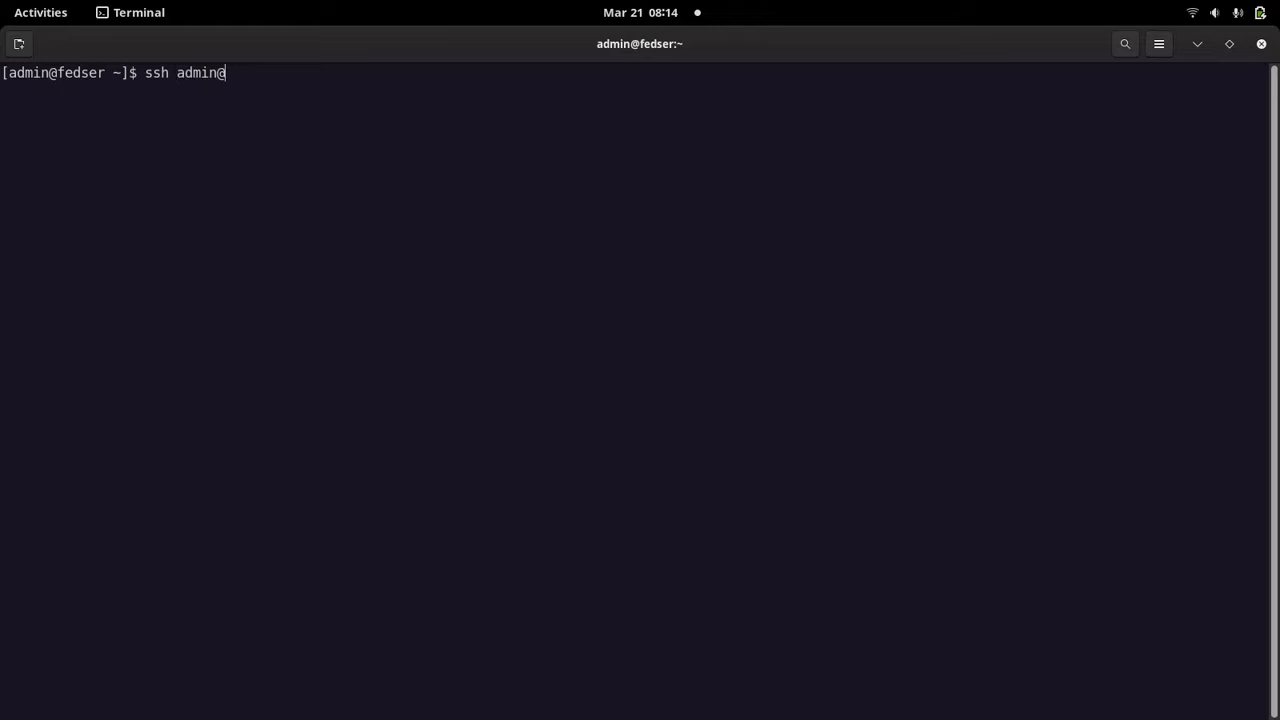 Activities
Terminal
Mar 21 08:14
admin@fedser:~
[admin@fedser ~]$ ssh admin@